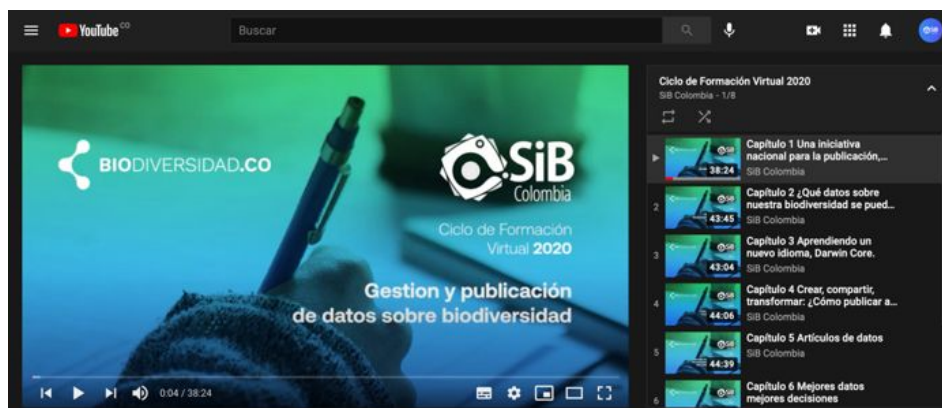 YouTube CO
Buscar
BIODIVERSIDAD.CO
SiB
Colombia
Ciclo de Formación
Virtual 2020
Gestion y publicación
de datos sobre biodiversidad
0:04 / 38:24
Ciclo de Formación Virtual 2020
SiB Colombia - 1/8
38:24
Capítulo 1 Una iniciativa
nacional para la publicación,...
SiB Colombia
2
43:45
Capítulo 2 ¿Qué datos sobre
nuestra biodiversidad se pued...
SiB Colombia
3
43:04
Capítulo 3 Aprendiendo un
nuevo idioma, Darwin Core.
SiB Colombia
4
44:06
Capítulo 4 Crear, compartir,
transformar: ¿Cómo publicar a...
SiB Colombia
5
44:39
Capítulo 5 Artículos de datos
SiB Colombia
6
Capítulo 6 Mejores datos
mejores decisiones